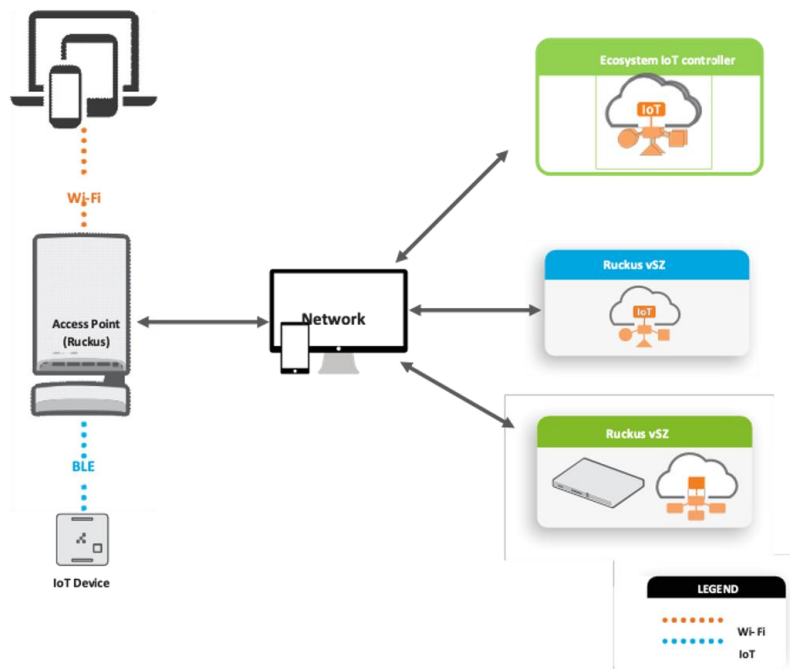 Ecosystem IoT controller
IoT
Wi-Fi
Ruckus vSZ
IoT
Access Point
(Ruckus)
Network
Ruckus vSZ
BLE
IoT Device
LEGEND
Wi- Fi
IoT